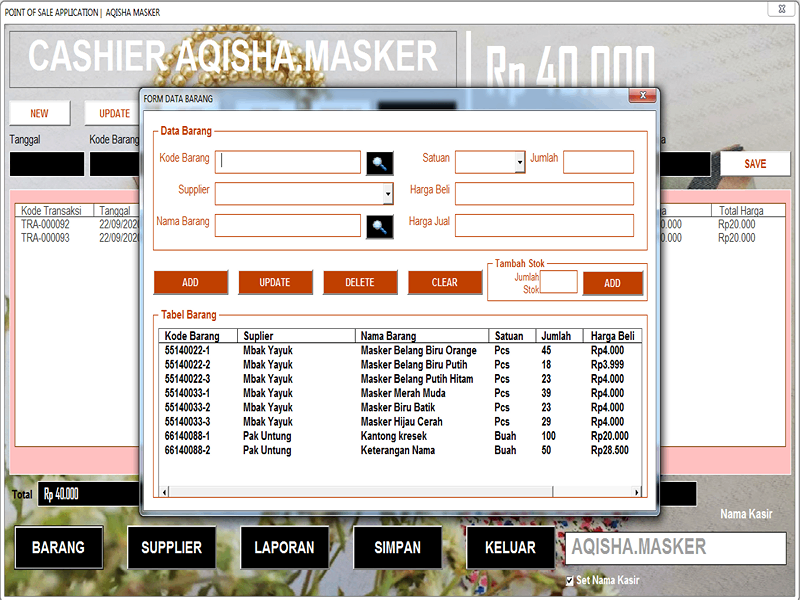 POINT OF SALE APPLICATION | AQISHA MASKER
CASHIER AQISHA.MASKER
Rp 40.000
NEW
UPDATE
Tanggal
Kode Barang
SAVE
Kode Transaksi Tanggal
Total Harga
TRA-000092 22/09/202
0.000 Rp20.000
TRA-000093 22/09/202
0.000 Rp20.000
FORM DATA BARANG
X
Data Barang
Kode Barang
Satuan
Jumlah
Supplier
Harga Beli
Nama Barang
Harga Jual
ADD
UPDATE
DELETE
CLEAR
Tambah Stok
Jumlah
Stok
ADD
Tabel Barang
Kode Barang Suplier Nama Barang Satuan Jumlah Harga Beli
55140022-1 Mbak Yayuk Masker Belang Biru Orange Pcs 45 Rp4.000
55140022-2 Mbak Yayuk Masker Belang Biru Putih Pcs 18 Rp3.999
55140022-3 Mbak Yayuk Masker Belang Putih Hitam Pcs 23 Rp4.000
55140033-1 Mbak Yayuk Masker Merah Muda Pcs 39 Rp4.000
55140033-2 Mbak Yayuk Masker Biru Batik Pcs 23 Rp4.000
55140033-3 Mbak Yayuk Masker Hijau Cerah Pcs 29 Rp4.000
66140088-1 Pak Untung Kantong kresek Buah 100 Rp20.000
66140088-2 Pak Untung Keterangan Nama Buah 50 Rp28.500
Total Rp 40.000
Nama Kasir
BARANG
SUPPLIER
LAPORAN
SIMPAN
KELUAR
AQISHA.MASKER
Set Nama Kasir